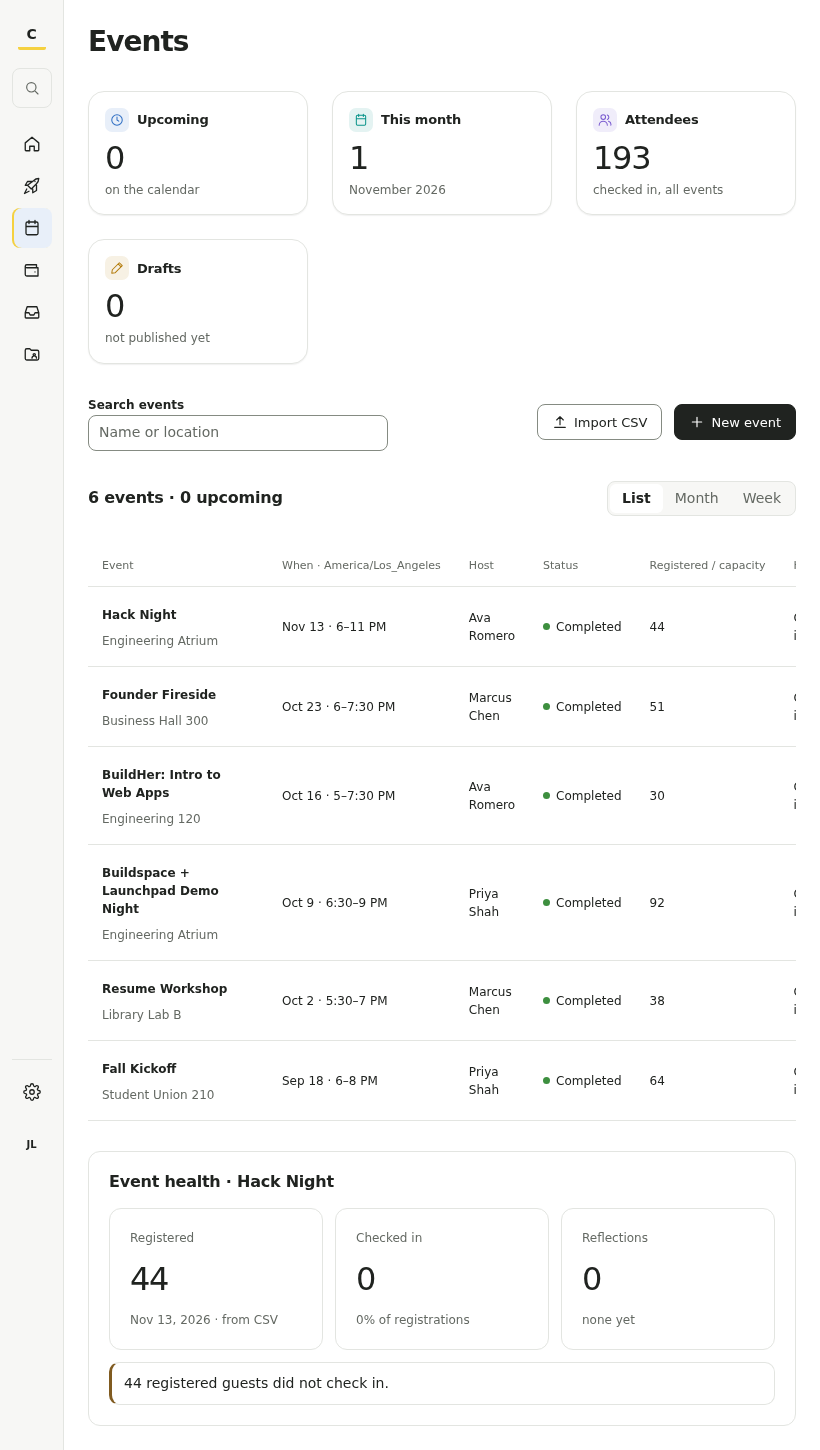 C
Events
Upcoming
0
on the calendar
This month
1
November 2026
Attendees
193
checked in, all events
Drafts
0
not published yet
Search events
Name or location
Import CSV
New event
6 events · 0 upcoming
List
Month
Week
Event
When · America/Los_Angeles
Host
Status
Registered / capacity
Hack Night
Engineering Atrium
Nov 13 · 6–11 PM
Ava
Romero
Completed
44
Founder Fireside
Business Hall 300
Oct 23 · 6–7:30 PM
Marcus
Chen
Completed
51
BuildHer: Intro to
Web Apps
Engineering 120
Oct 16 · 5–7:30 PM
Ava
Romero
Completed
30
Buildspace +
Launchpad Demo
Night
Engineering Atrium
Oct 9 · 6:30–9 PM
Priya
Shah
Completed
92
Resume Workshop
Library Lab B
Oct 2 · 5:30–7 PM
Marcus
Chen
Completed
38
Fall Kickoff
Student Union 210
Sep 18 · 6–8 PM
Priya
Shah
Completed
64
JL
Event health · Hack Night
Registered
44
Nov 13, 2026 · from CSV
Checked in
0
0% of registrations
Reflections
0
none yet
44 registered guests did not check in.